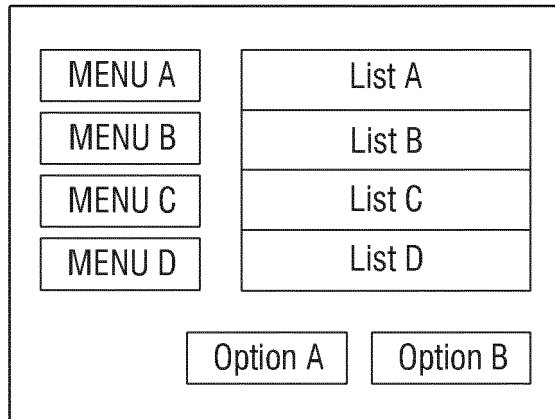 MENU A
List A
MENU B
List B
MENU C
List C
MENU D
List D
Option A
Option B